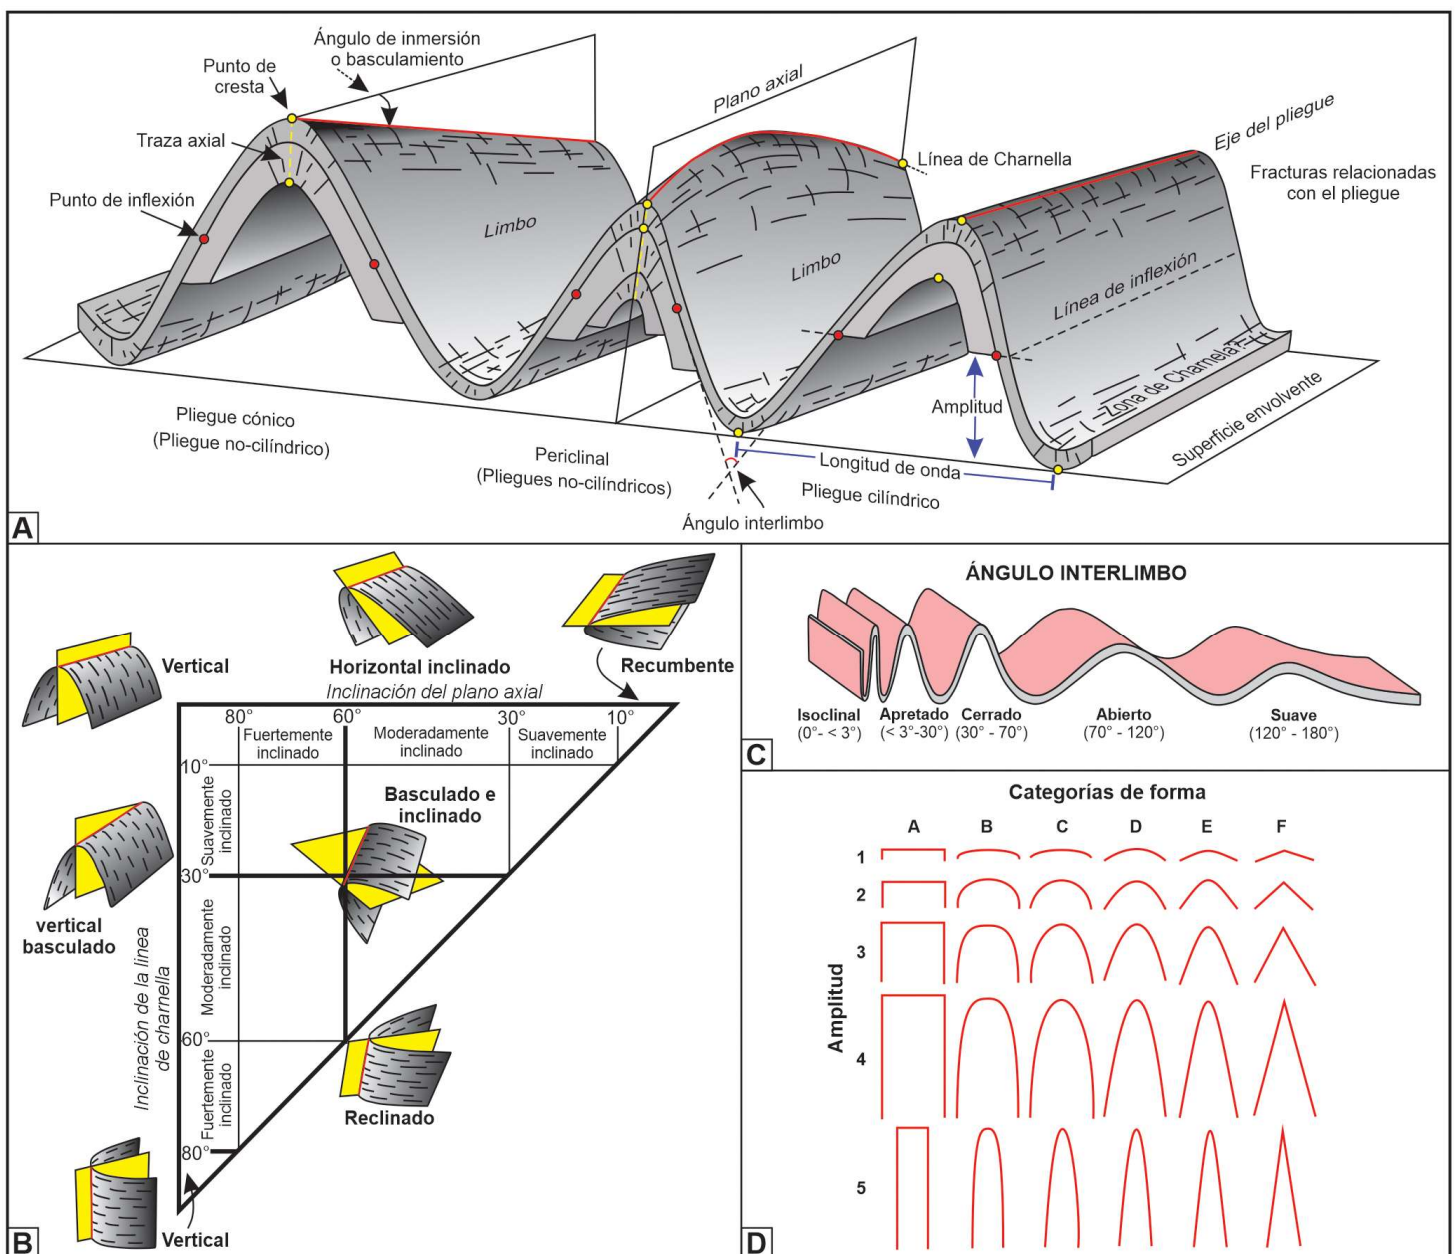 Ángulo de inmersión
o basculamiento
Punto de
cresta
Traza axial
Punto de inflexión
Limbo
Plano axial
Línea de Charnella
Limbo
Eje del pliegue
Fracturas relacionadas
con el pliegue
Línea de inflexión
Zona de Charnela
Superficie envolvente
Amplitud
Longitud de onda
Pliegue cónico
(Pliegue no-cilíndrico)
Periclinal
(Pliegues no-cilíndricos)
Pliegue cilíndrico
Ángulo interlimbo
A
Vertical
Horizontal inclinado
Recumbente
Inclinación del plano axial
80°
60°
30°
10°
Fuertemente
inclinado
Moderadamente
inclinado
Suavemente
inclinado
10°
Suavemente
inclinado
Basculado e
inclinado
30°
vertical
basculado
Inclinación de la linea
de charnella
Moderadamente
inclinado
60°
Fuertemente
inclinado
Reclinado
80°
Vertical
B
ÁNGULO INTERLIMBO
Isoclinal
(0°- < 3°)
Apretado
(< 3°-30°)
Cerrado
(30° - 70°)
Abierto
(70° - 120°)
Suave
(120° - 180°)
C
Categorías de forma
A B C D E F
1
2
3
4
5
Amplitud
D